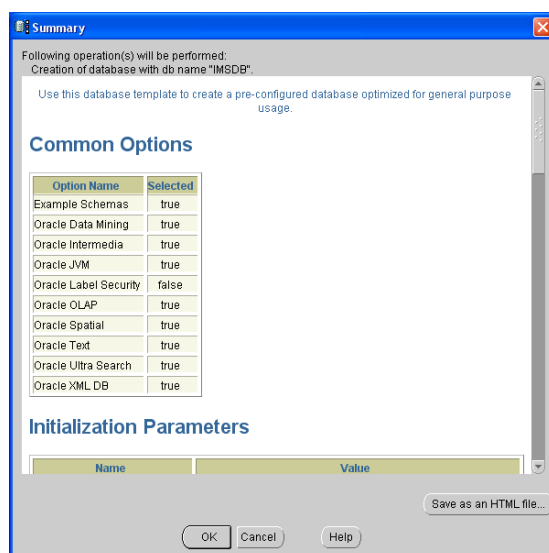 Summary
Following operation(s) will be performed:
Creation of database with db name "IMSDB".
Use this database template to create a pre-configured database optimized for general purpose
usage.
Common Options
Option Name Selected
Example Schemas true
Oracle Data Mining true
Oracle Intermedia true
Oracle JVM true
Oracle Label Security false
Oracle OLAP true
Oracle Spatial true
Oracle Text true
Oracle Ultra Search true
Oracle XML DB true
Initialization Parameters
Name Value
Save as an HTML file...
OK Cancel Help